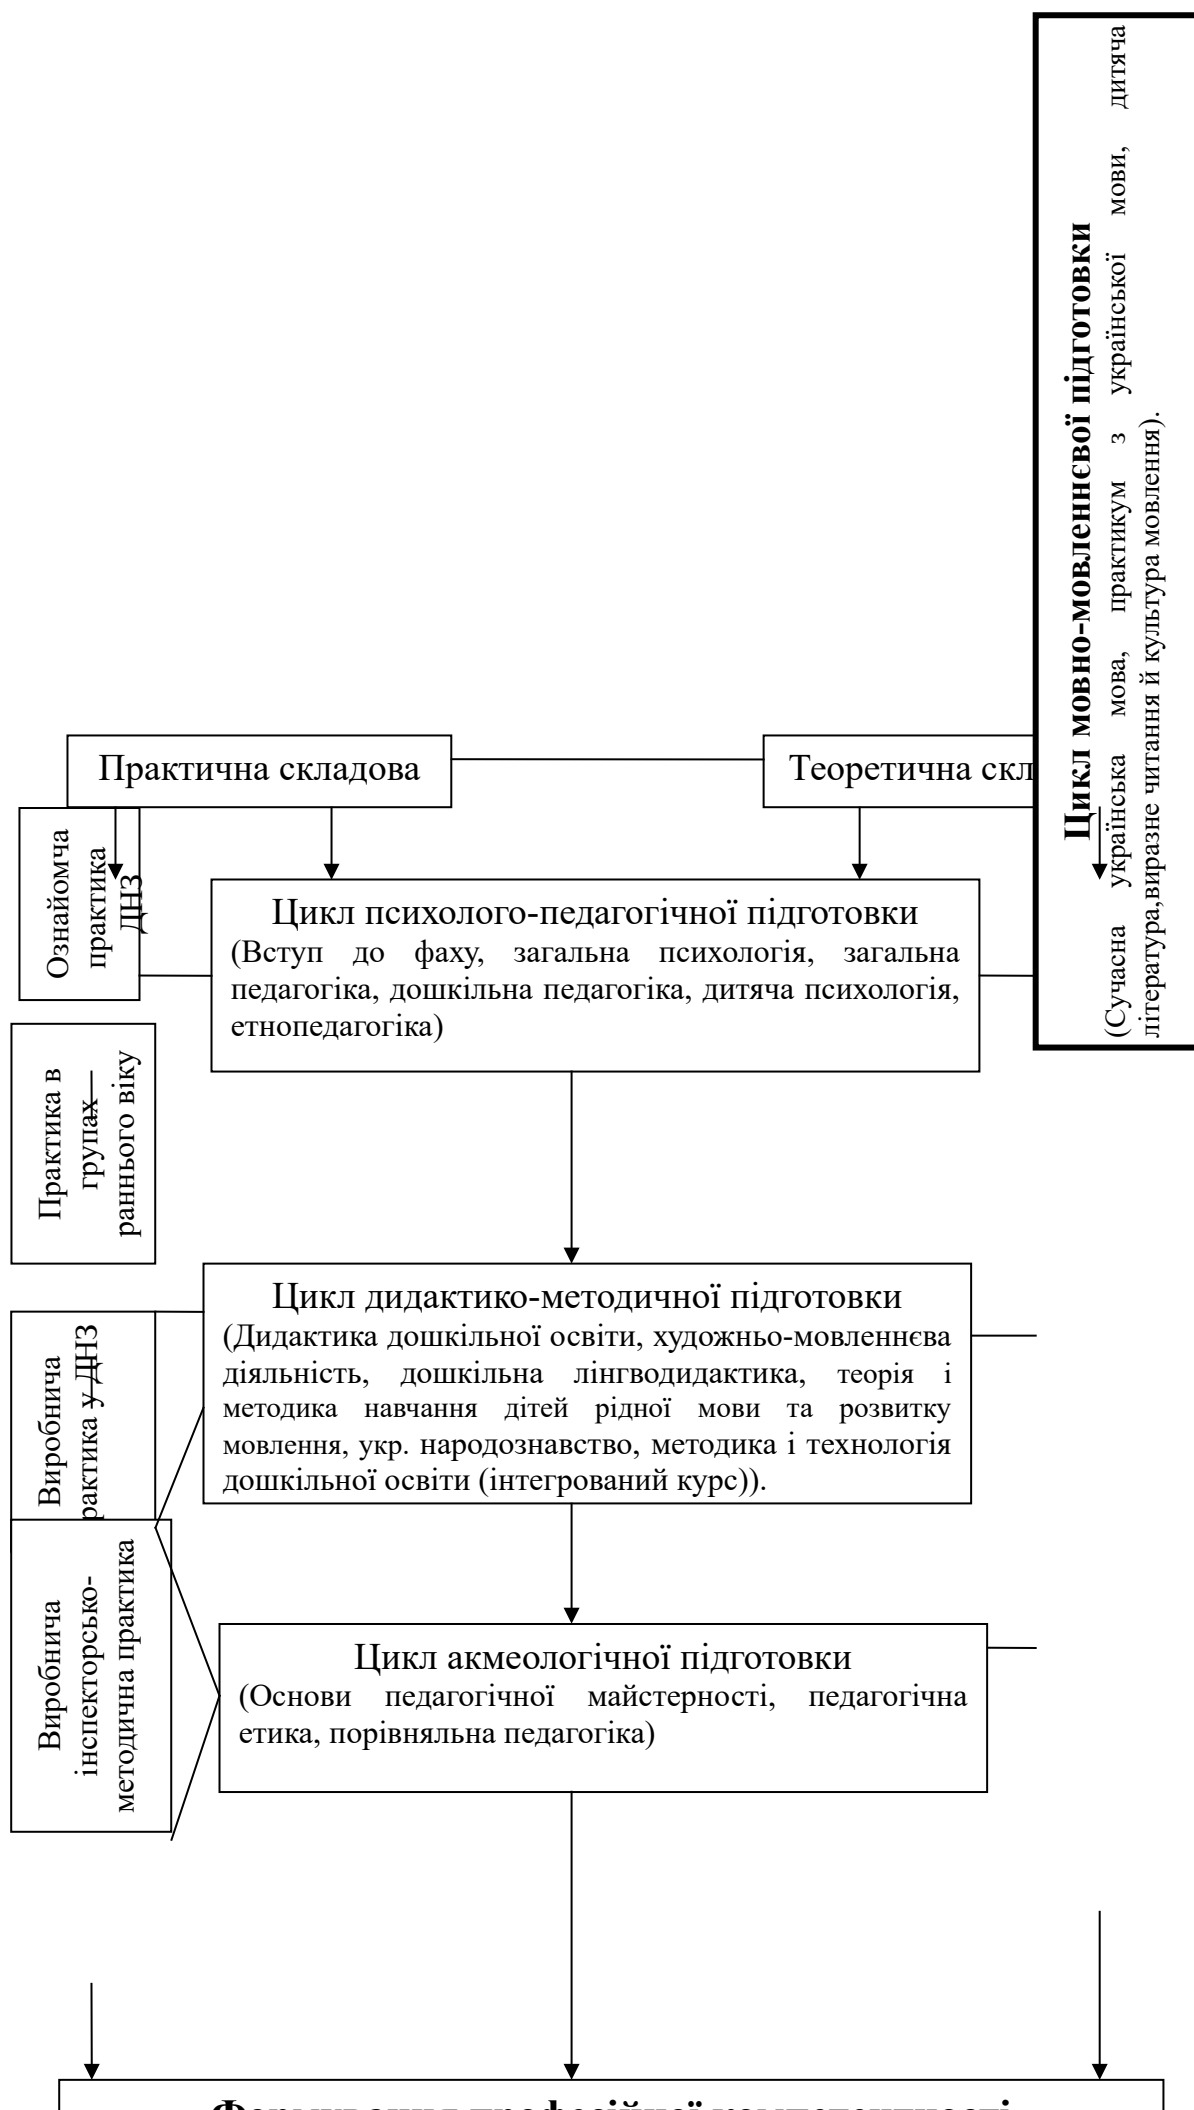 Практична складова
Теоретична скл
Цикл мовно-мовленнєвої підготовки
(Сучасна українська мова, практикум з української мови, дитяча
література,виразне читання й культура мовлення).
Ознайомча
практика
ДНЗ
Цикл психолого-педагогічної підготовки
(Вступ до фаху, загальна психологія, загальна
педагогіка, дошкільна педагогіка, дитяча психологія,
етнопедагогіка)
Практика в
групах
раннього віку
Цикл дидактико-методичної підготовки
(Дидактика дошкільної освіти, художньо-мовленнєва
діяльність, дошкільна лінгводидактика, теорія і
методика навчання дітей рідної мови та розвитку
мовлення, укр. народознавство, методика і технологія
дошкільної освіти (інтегрований курс)).
Виробнича
рактика у ДНЗ
Виробнича
інспекторсько-
методична практика
Цикл акмеологічної підготовки
(Основи педагогічної майстерності, педагогічна
етика, порівняльна педагогіка)
Формування професійної компетентності